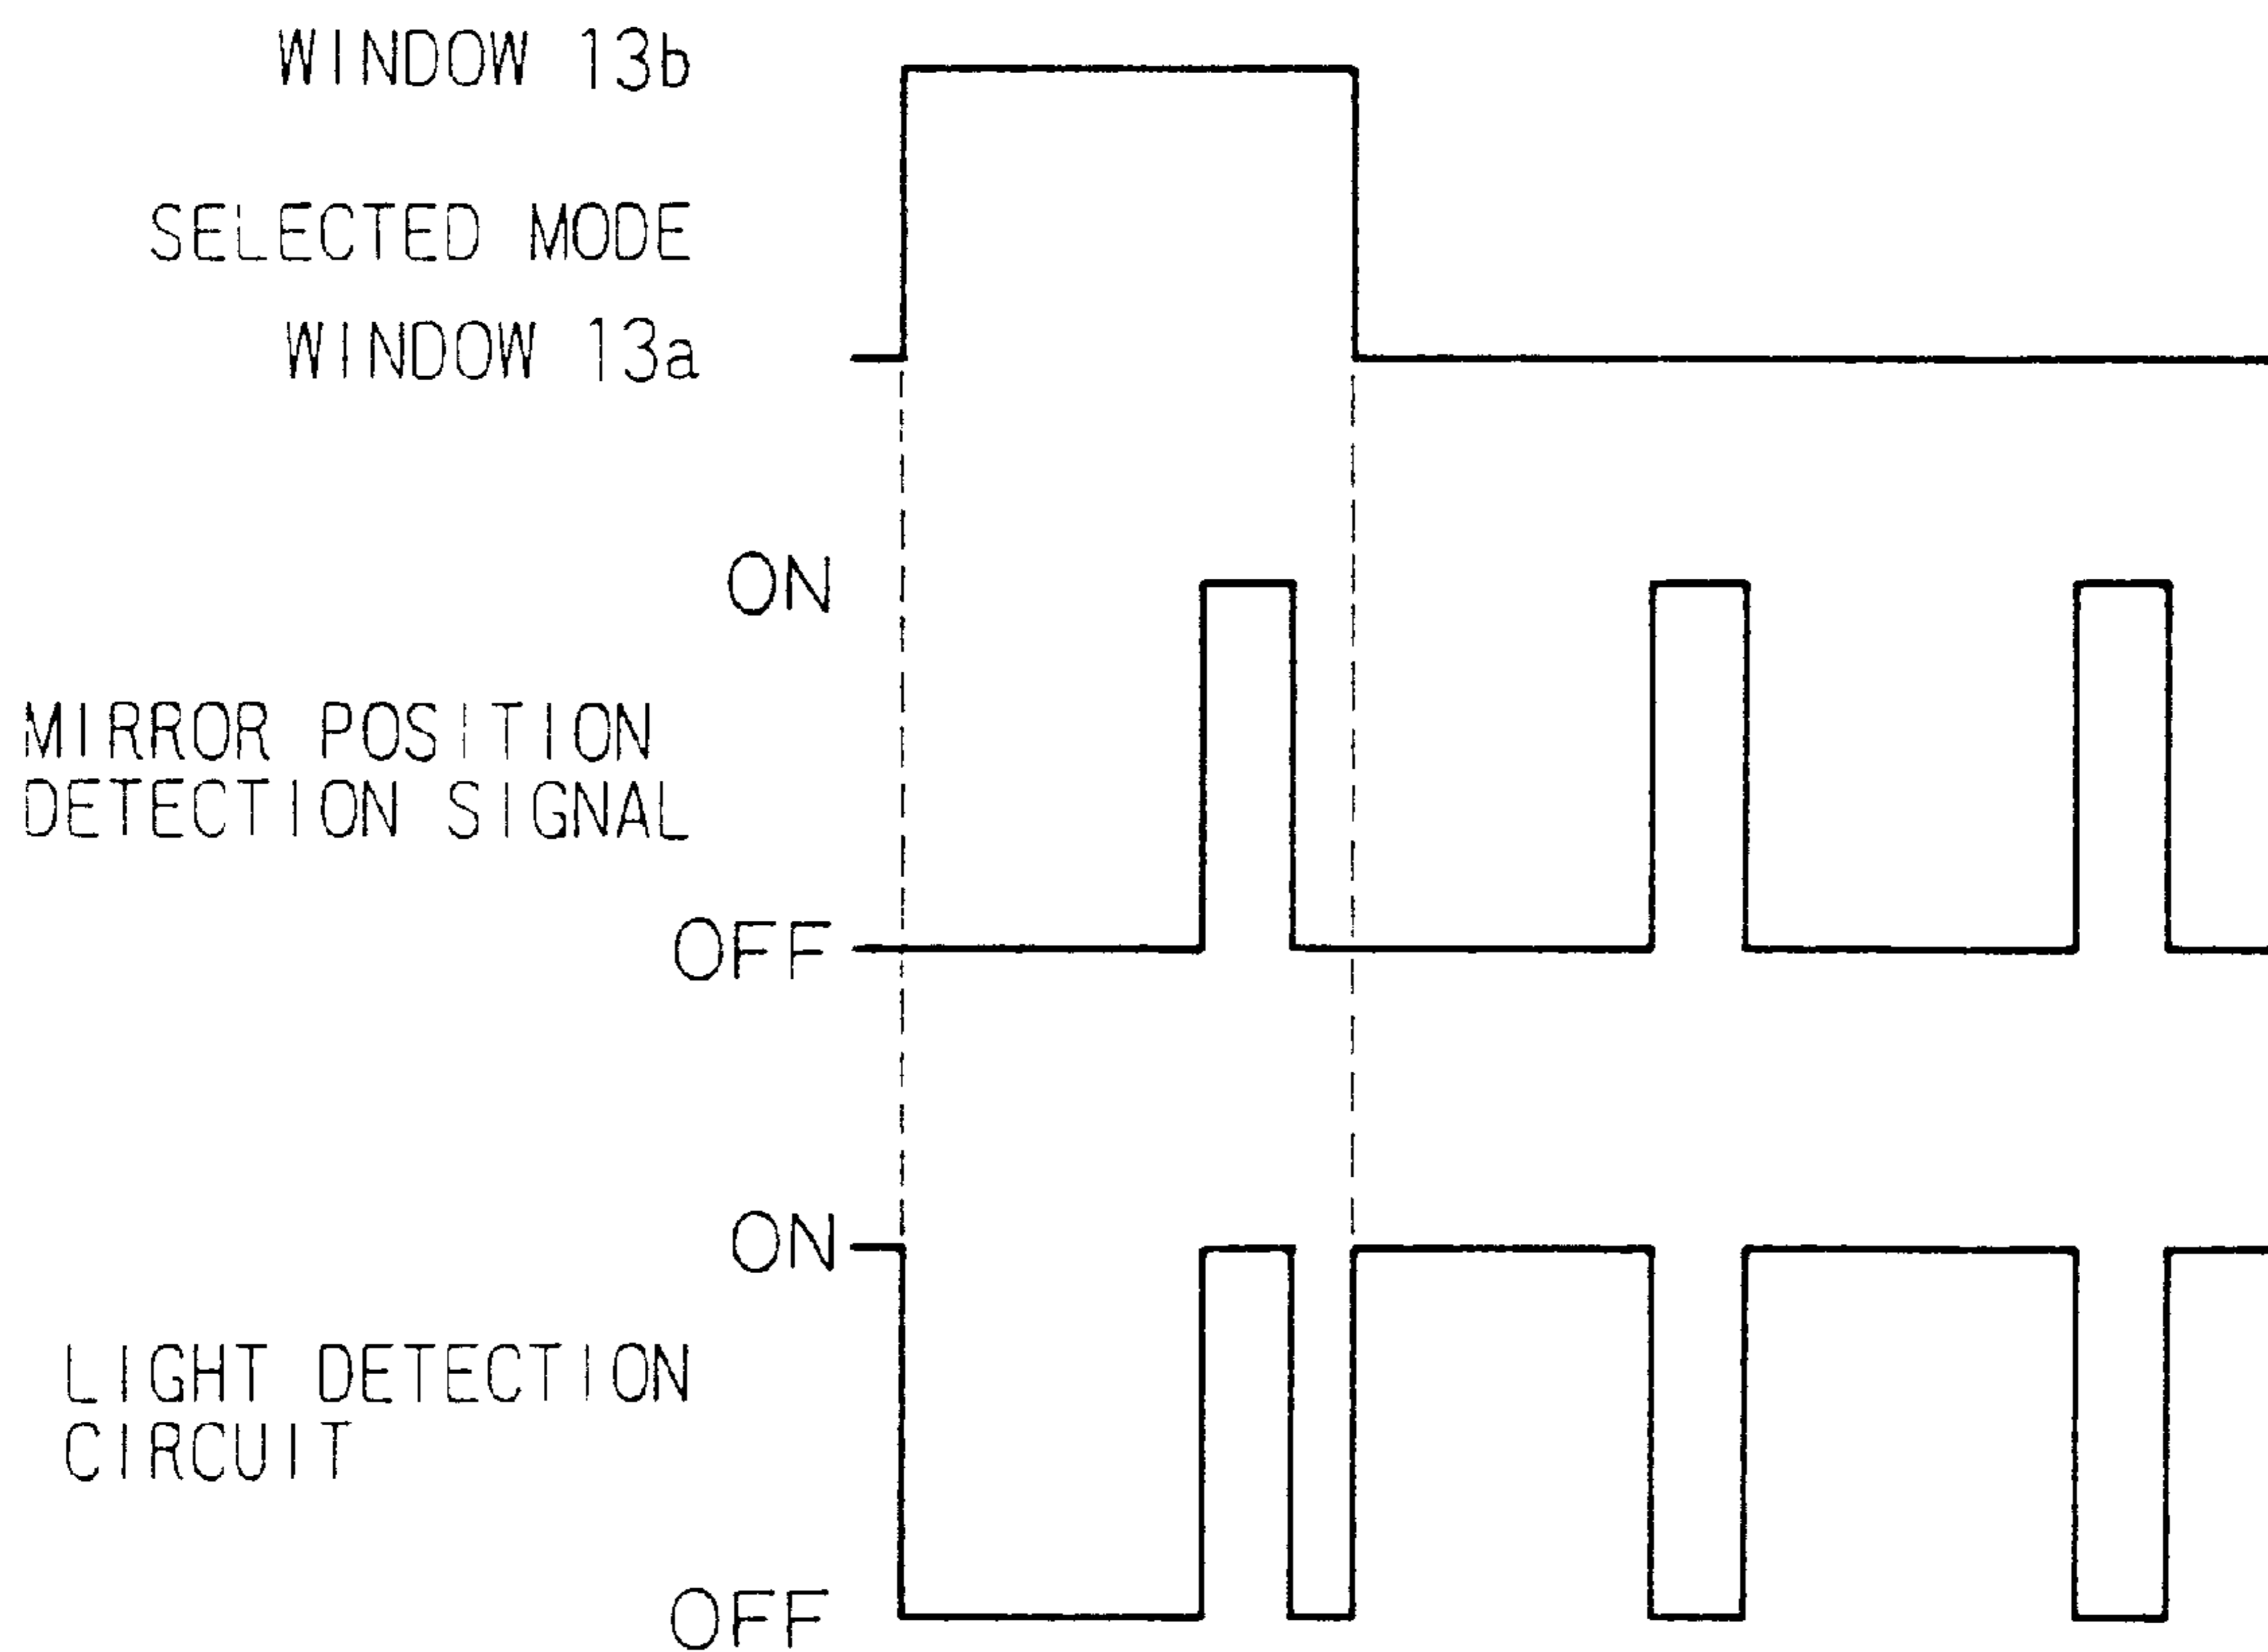 WINDOW 13b
SELECTED MODE
WINDOW 13a
ON
MIRROR POSITION
DETECTION SIGNAL
OFF
ON
LIGHT DETECTION
CIRCUIT
OFF